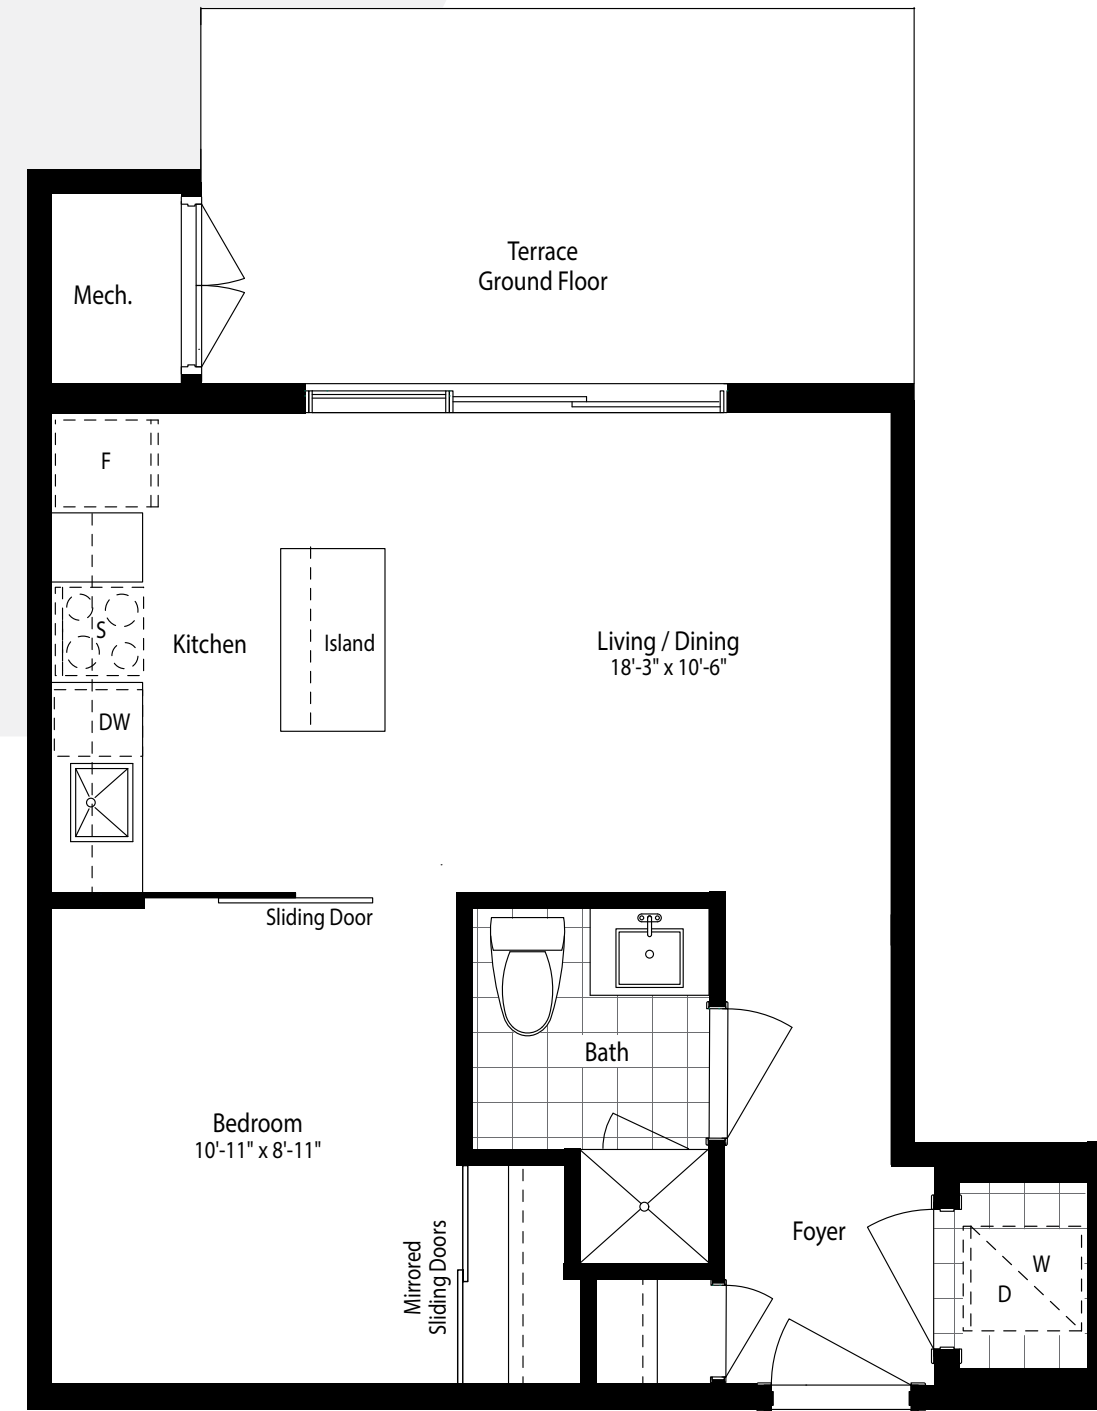 Terrace
Ground Floor
Mech.
F
S
Kitchen
Island
Living / Dining
18'-3" x 10'-6"
DW
Sliding Door
Bath
Bedroom
10'-11" x 8'-11"
Mirrored
Sliding Doors
Foyer
W
D